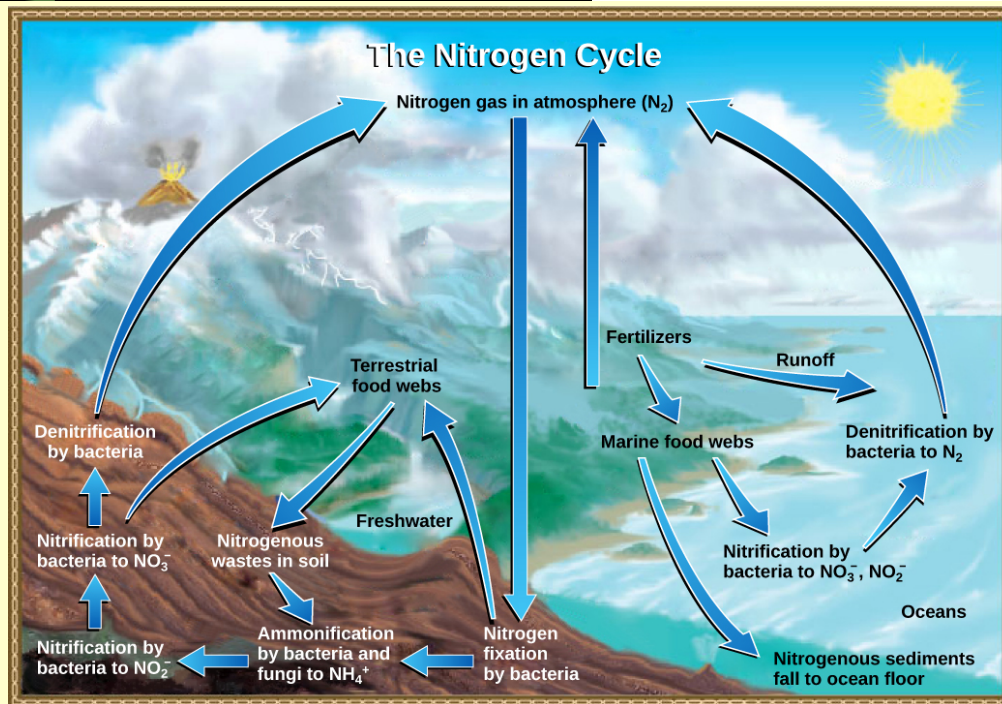 The Nitrogen Cycle
Nitrogen gas in atmosphere (N₂)
Fertilizers
Runoff
Terrestrial
food webs
Denitrification
by bacteria
Marine food webs
Denitrification by
bacteria to N₂
Freshwater
Nitrification by
bacteria to NO₃⁻
Nitrogenous
wastes in soil
Nitrification by
bacteria to NO₃⁻, NO₂⁻
Oceans
Nitrification by
bacteria to NO₂⁻
Ammonification
by bacteria and
fungi to NH₄⁺
Nitrogen
fixation
by bacteria
Nitrogenous sediments
fall to ocean floor